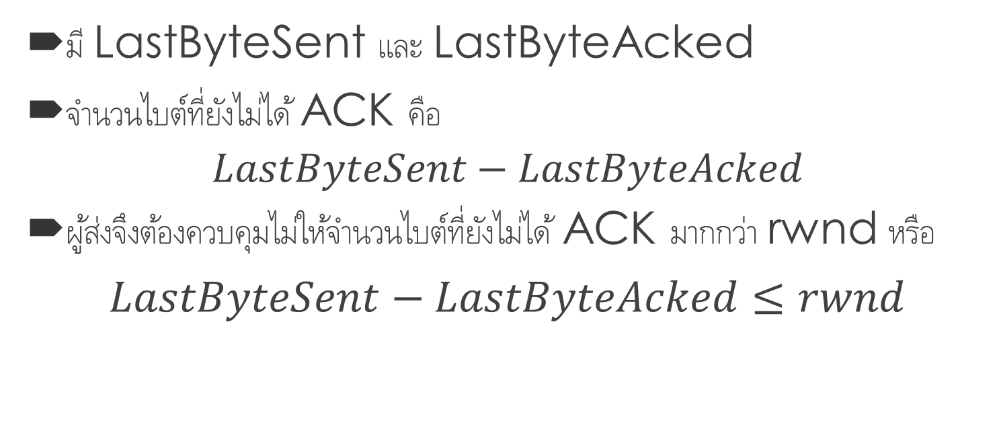 มี LastByteSent และ LastByteAcked
จำนวนไบต์ที่ยังไม่ได้ ACK คือ
LastByteSent − LastByteAcked
ผู้ส่งจึงต้องควบคุมไม่ให้จำนวนไบต์ที่ยังไม่ได้ ACK มากกว่า rwnd หรือ
LastByteSent − LastByteAcked ≤ rwnd